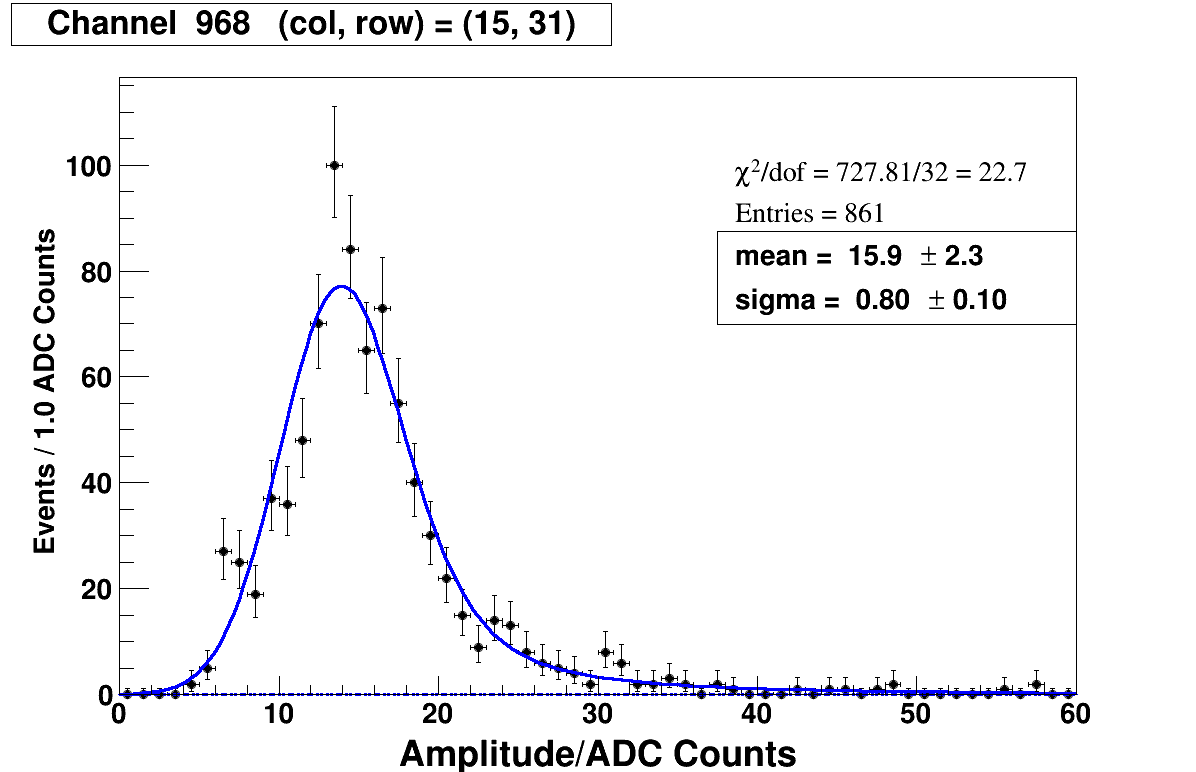 Channel 968 (col, row) = (15, 31)
χ²/dof = 727.81/32 = 22.7
Entries = 861
mean = 15.9 ± 2.3
sigma = 0.80 ± 0.10
Events / 1.0 ADC Counts
100
80
60
40
20
0
0 10 20 30 40 50 60
Amplitude/ADC Counts